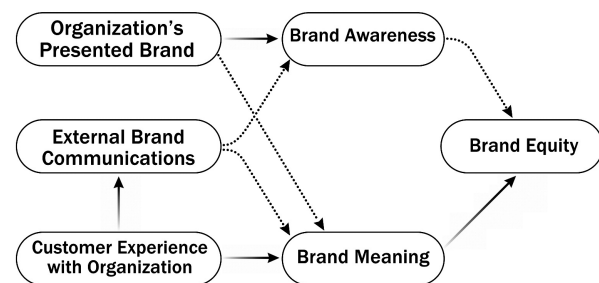 Organization's
Presented Brand
Brand Awareness
External Brand
Communications
Brand Equity
Customer Experience
with Organization
Brand Meaning